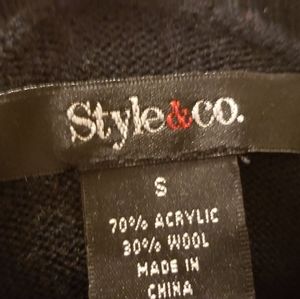 Style&co.
S
70% ACRYLIC
30% WOOL
MADE IN
CHINA